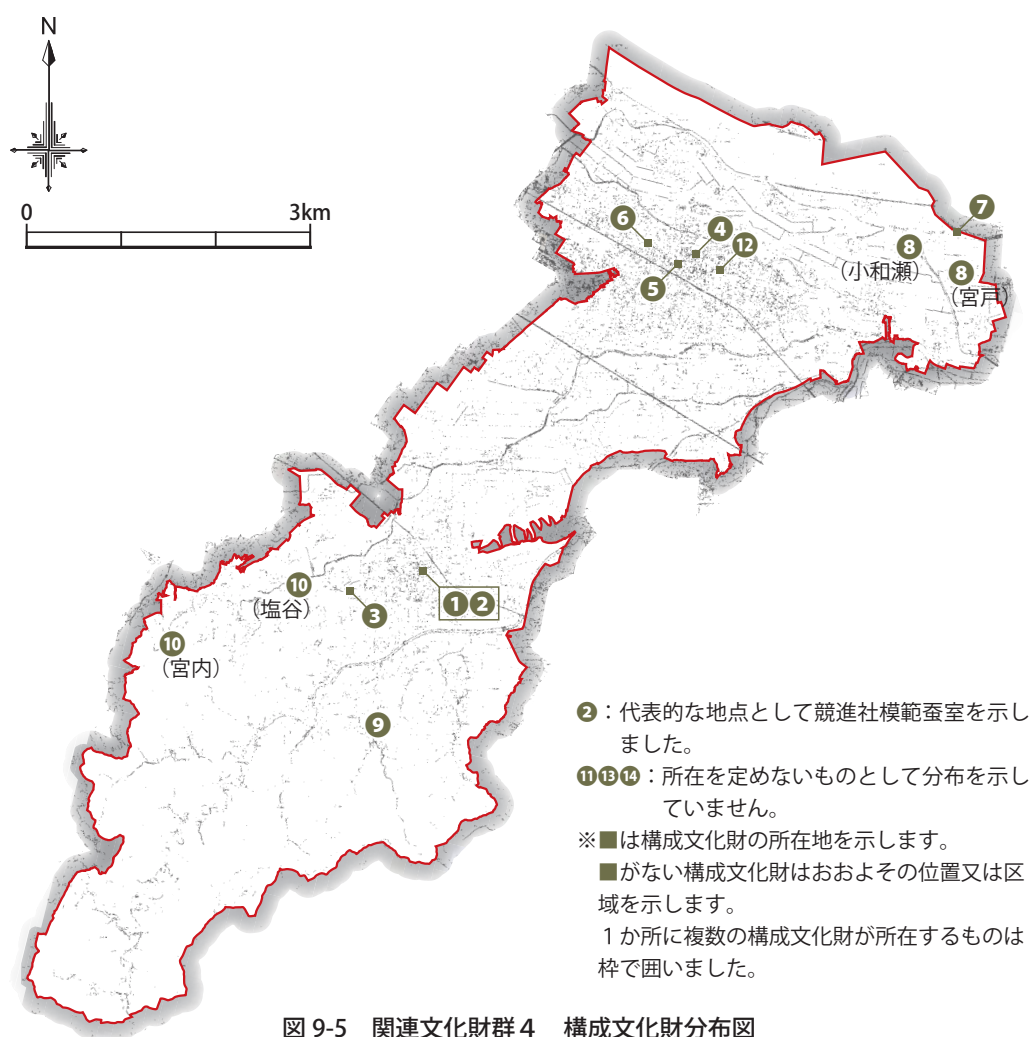 N
0 3km
❼
❻ ❹ ⓬ ❽
(小和瀬)
❺ ❽
(宮戸)
❿
(塩谷)
❸ ❶❷
❿
(宮内)
❾
❷：代表的な地点として競進社模範蚕室を示し
ました。
⓫⓭⓮：所在を定めないものとして分布を示し
ていません。
※■は構成文化財の所在地を示します。
■がない構成文化財はおおよその位置又は区
域を示します。
１か所に複数の構成文化財が所在するものは
枠で囲いました。
図 9-5　関連文化財群４　構成文化財分布図